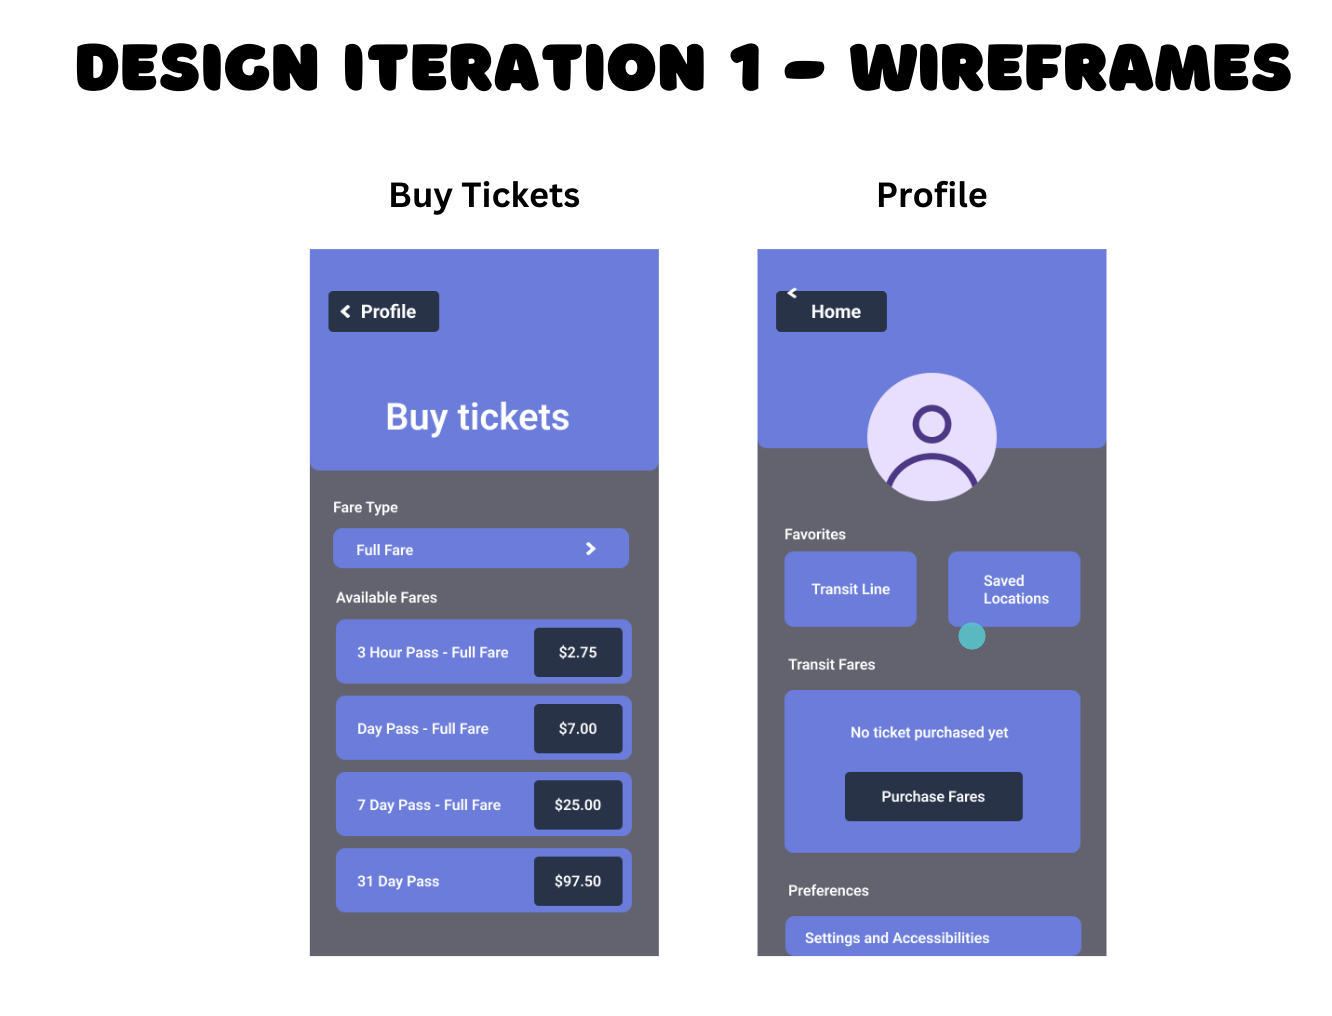 DESIGN ITERATION 1 - WIREFRAMES
Buy Tickets
Profile
Buy tickets
Fare Type
Full Fare
Available Fares
3 Hour Pass - Full Fare $2.75
Day Pass - Full Fare $7.00
7 Day Pass - Full Fare $25.00
31 Day Pass $97.50
Profile
Home
Favorites
Transit Line
Saved
Locations
Transit Fares
No ticket purchased yet
Purchase Fares
Preferences
Settings and Accessibilities